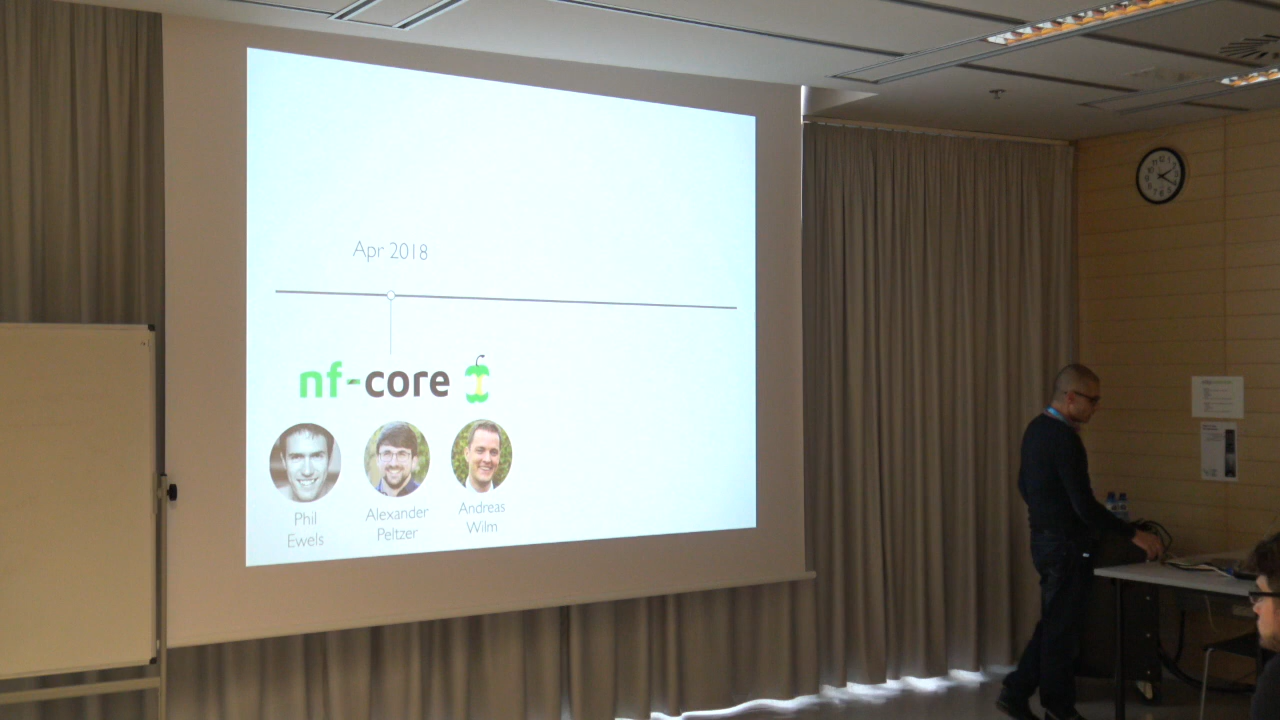 Apr 2018
nf-core
Phil
Ewels
Alexander
Peltzer
Andreas
Wilm